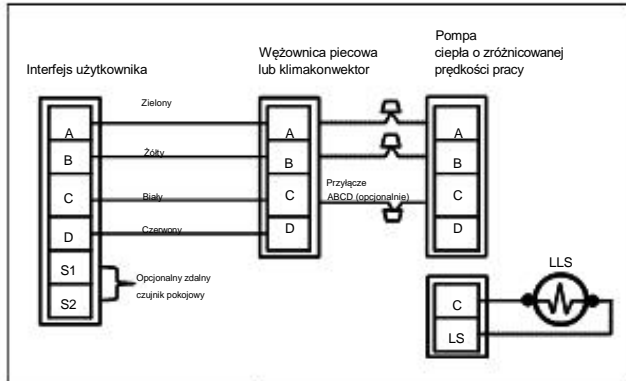 Pompa
ciepła o zróżnicowanej
prędkości pracy
Wężownica piecowa
lub klimakonwektor
Interfejs użytkownika
Zielony
A
A
A
Żółty
B
B
B
Biały
C
C
C
Przyłącze
ABCD (opcjonalnie)
Czerwony
D
D
D
S1
S2
Opcjonalny zdalny
czujnik pokojowy
LLS
C
LS